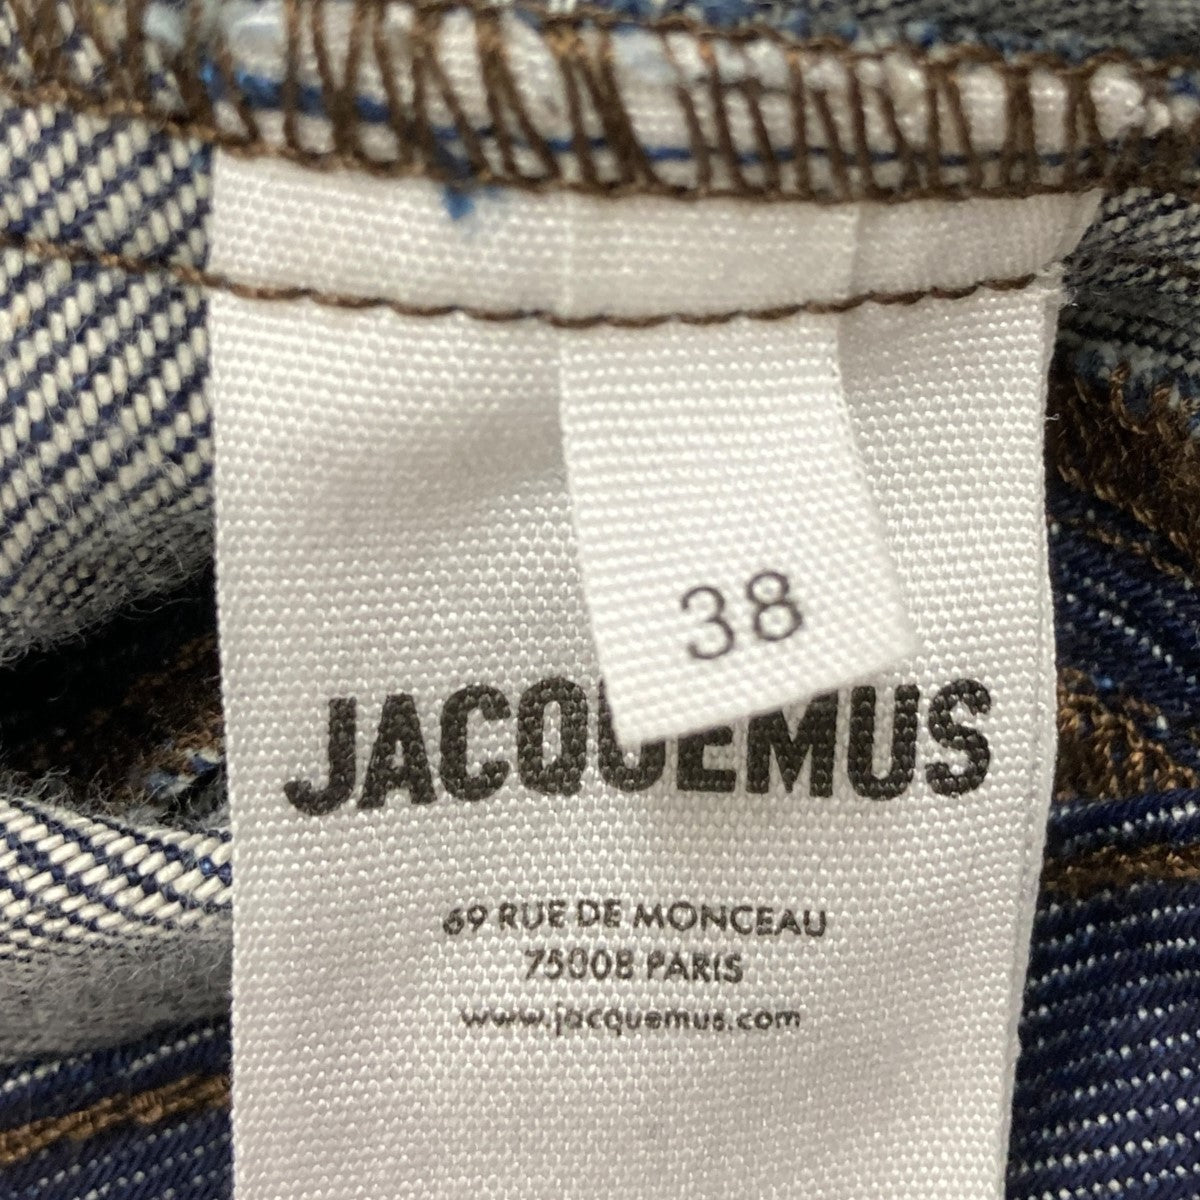 38
JACQUEMUS
69 RUE DE MONCEAU
75008 PARIS
www.jacquemus.com